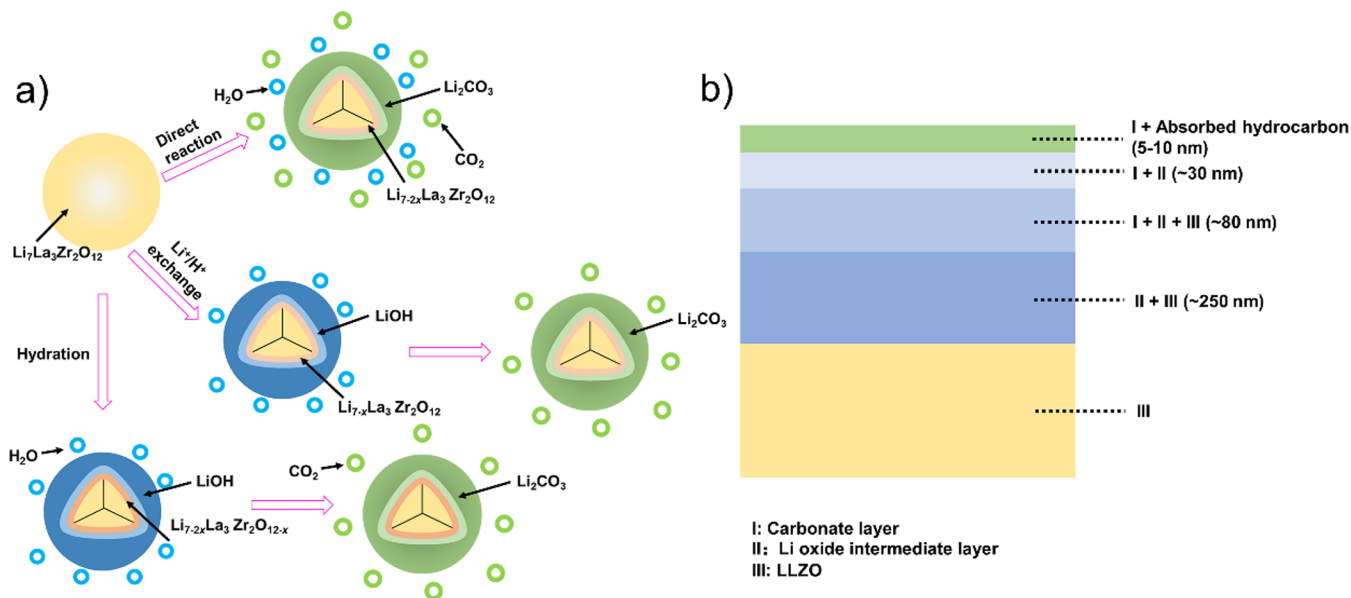 a)
H₂O
Li₂CO₃
CO₂
Li₇₋₂ₓLa₃ Zr₂O₁₂
Direct
reaction
Li₇La₃Zr₂O₁₂
Li⁺/H⁺
exchange
Hydration
LiOH
Li₇₋ₓLa₃ Zr₂O₁₂
Li₂CO₃
H₂O
LiOH
Li₇₋₂ₓLa₃ Zr₂O₁₂₋ₓ
CO₂
Li₂CO₃
b)
I + Absorbed hydrocarbon
(5-10 nm)
I + II (~30 nm)
I + II + III (~80 nm)
II + III (~250 nm)
III
I: Carbonate layer
II: Li oxide intermediate layer
III: LLZO